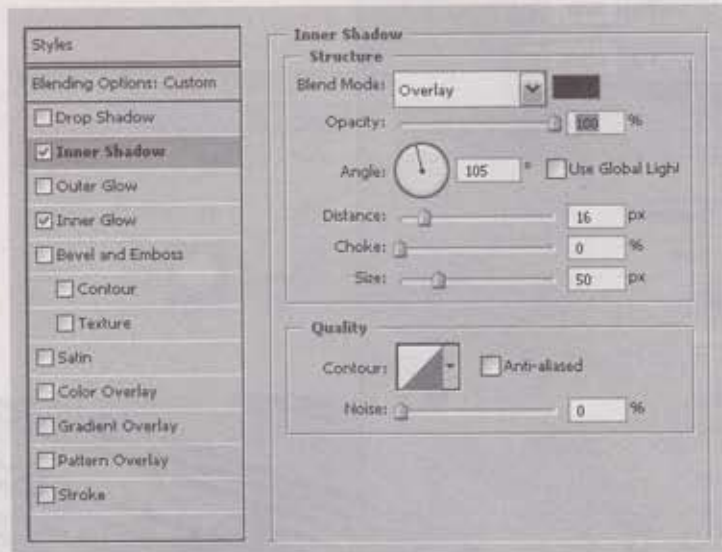 Styles
Blending Options: Custom
Drop Shadow
Inner Shadow
Outer Glow
Inner Glow
Bevel and Emboss
Contour
Texture
Satin
Color Overlay
Gradient Overlay
Pattern Overlay
Stroke
Inner Shadow
Structure
Blend Mode: Overlay
Opacity: 100 %
Angle: 105 ° Use Global Light
Distance: 16 px
Choke: 0 %
Size: 50 px
Quality
Contour: Anti-aliased
Noise: 0 %